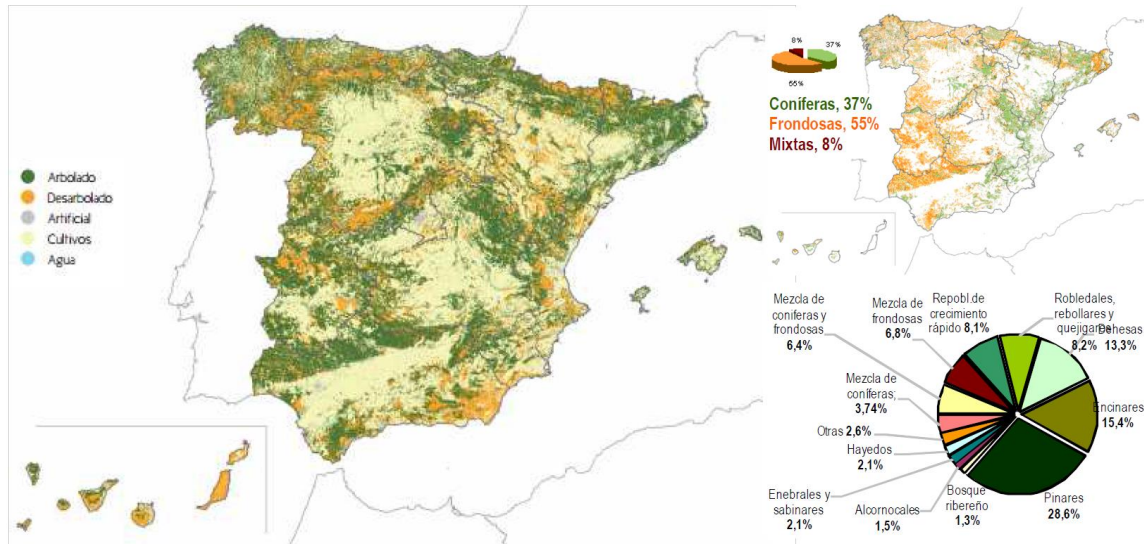 Arbolado
Desarbolado
Artificial
Cultivos
Agua
8%
37%
55%
Coníferas, 37%
Frondosas, 55%
Mixtas, 8%
Mezcla de
coníferas y
frondosas
6,4%
Mezcla de
frondosas
6,8%
Repobl.de
crecimiento
rápido 8,1%
Robledales,
rebollares y
quejigares
8,2%
Dehesas
13,3%
Encinares
15,4%
Pinares
28,6%
Bosque
ribereño
1,3%
Alcornocales
1,5%
Enebrales y
sabinares
2,1%
Hayedos
2,1%
Otras 2,6%
Mezcla de
coníferas;
3,74%